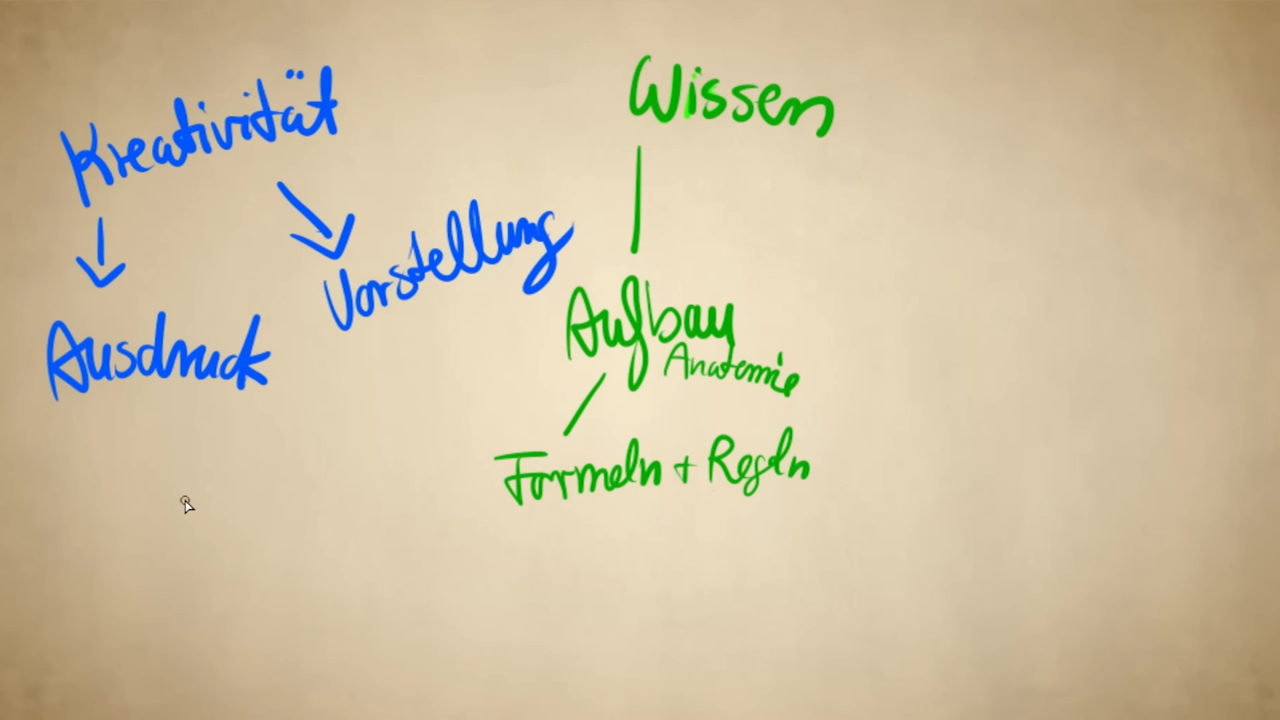 Kreativität
Ausdruck
Vorstellung
Wissen
Aufbau
Anatomie
Formeln + Regeln